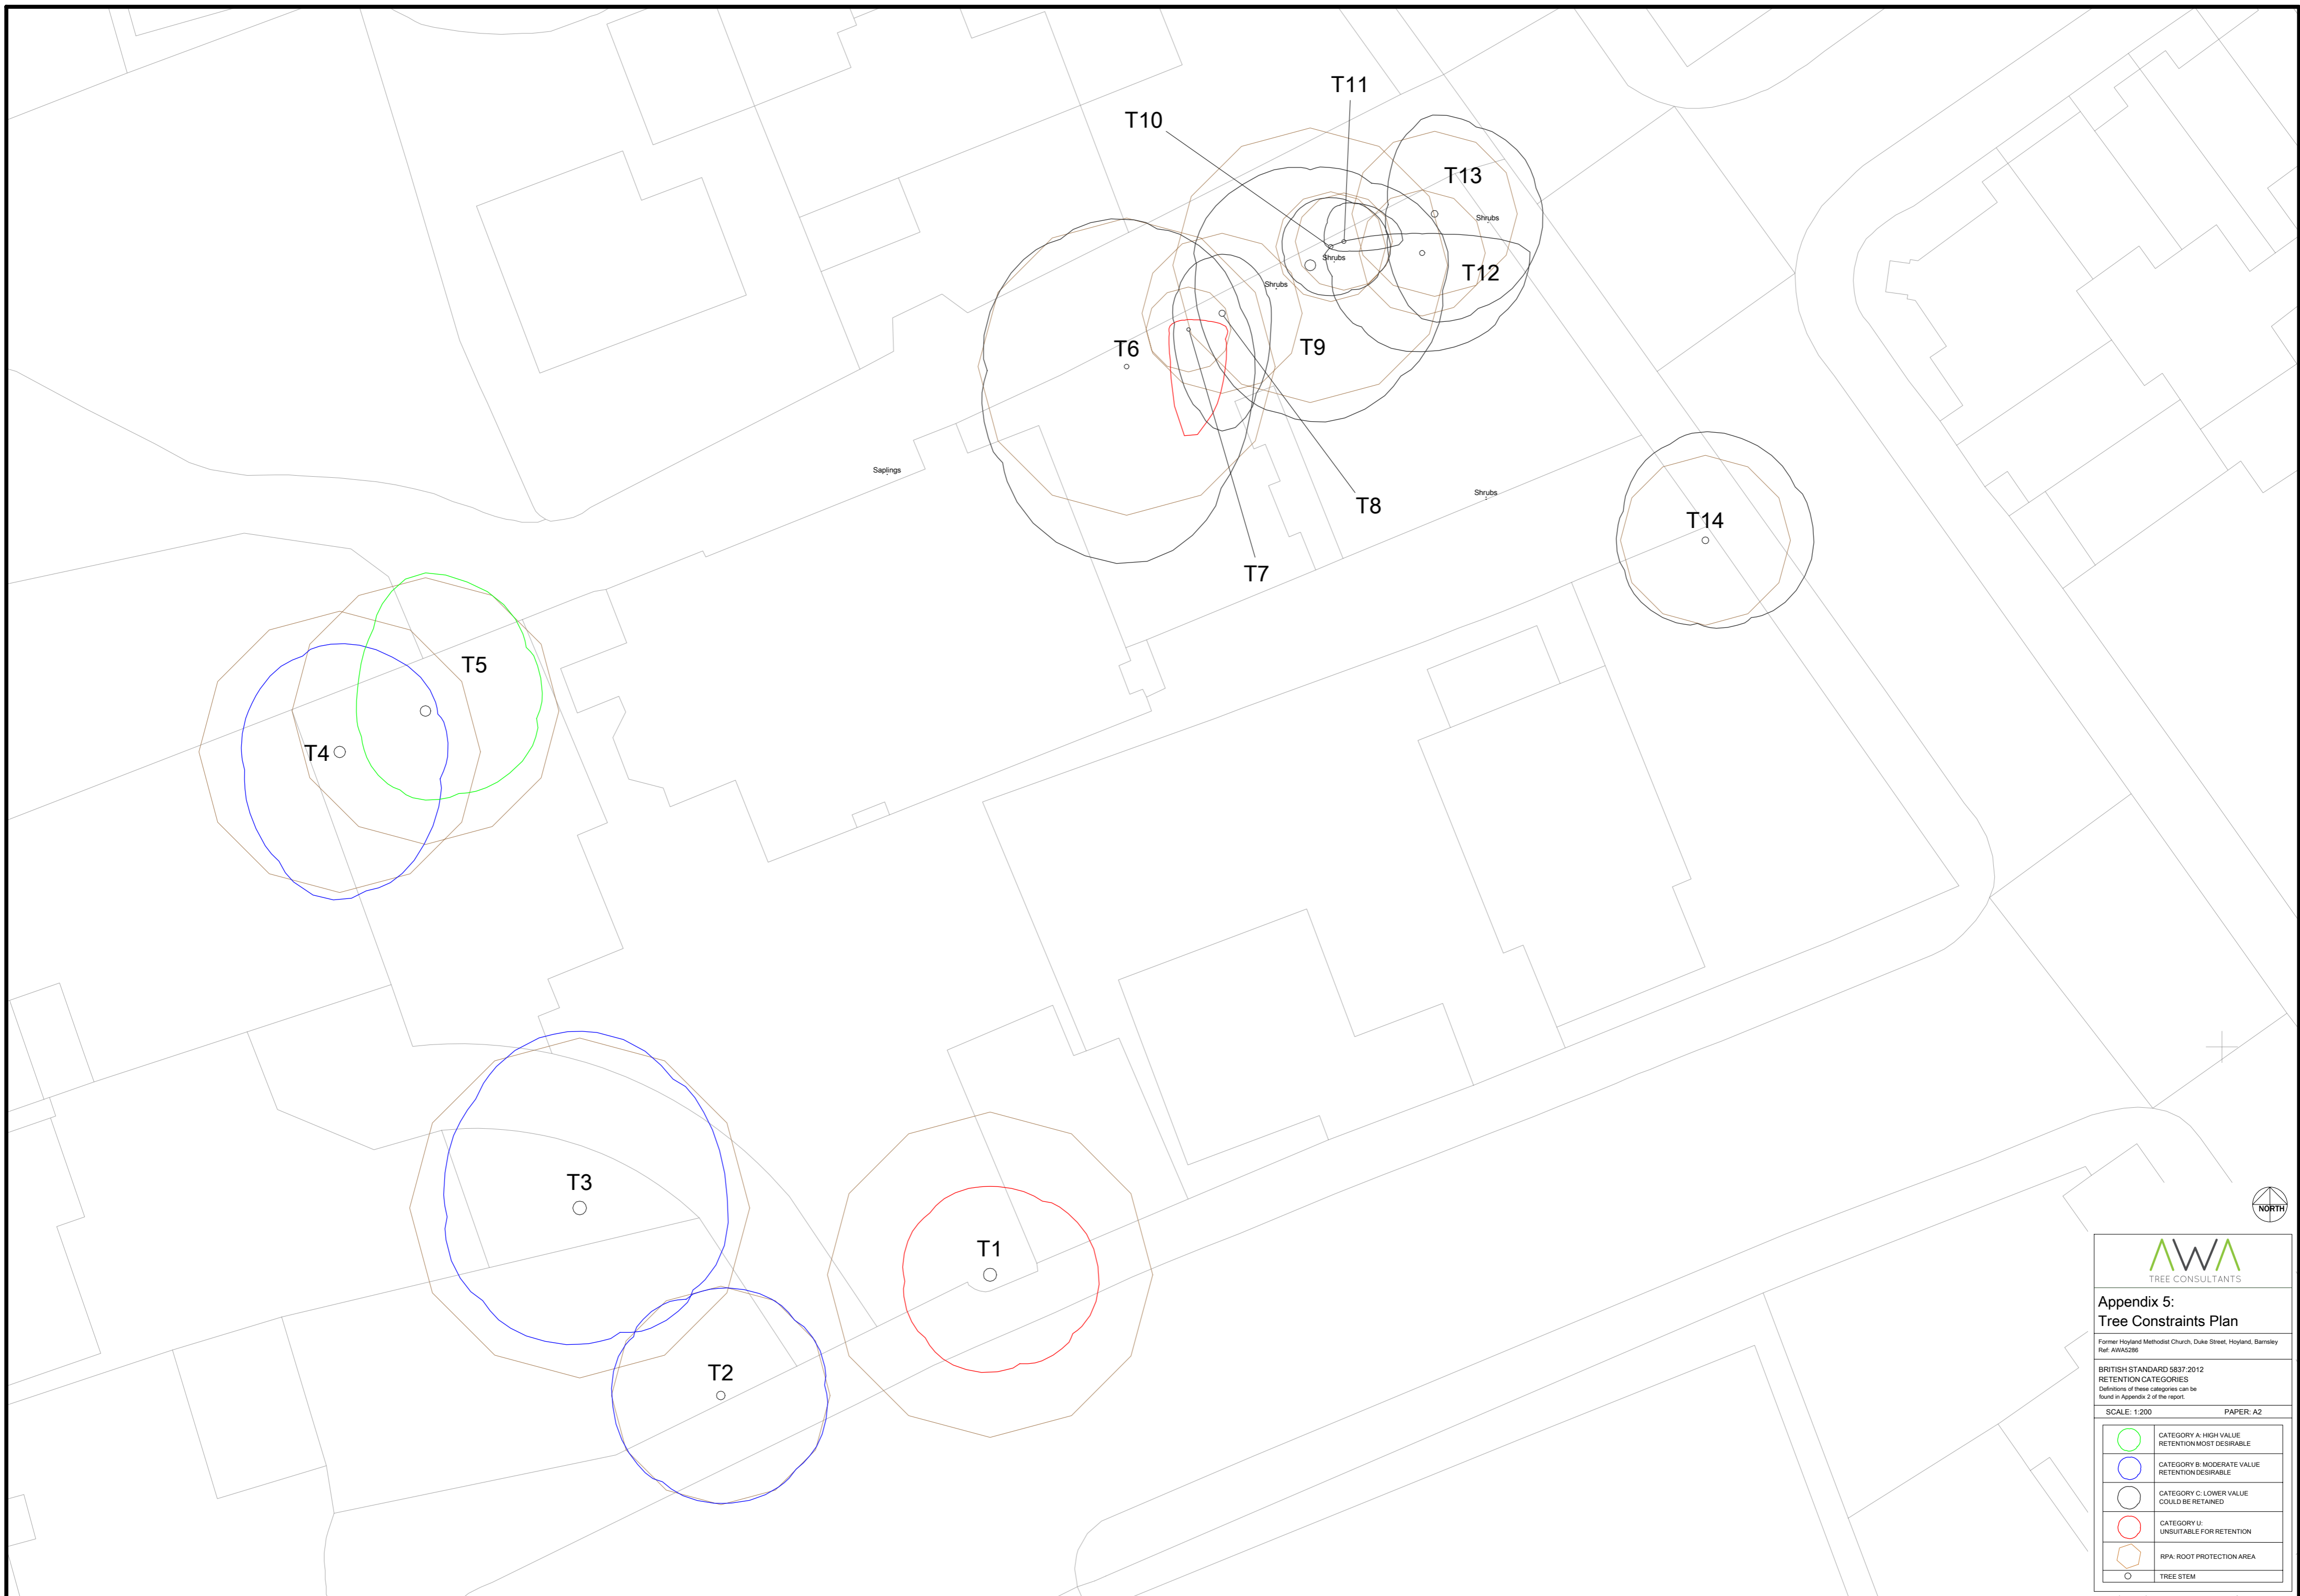 T11
T10
T13
Shrubs
Shrubs
T12
Shrubs
T6
T9
Saplings
Shrubs
T8
T14
T7
T5
T4
T3
T1
T2
NORTH
AWA
TREE CONSULTANTS
Appendix 5:
Tree Constraints Plan
Former Hoyland Methodist Church, Duke Street, Hoyland, Barnsley
Ref: AWA5286
BRITISH STANDARD 5837:2012
RETENTION CATEGORIES
Definitions of these categories can be
found in Appendix 2 of the report.
SCALE: 1:200 PAPER: A2
CATEGORY A: HIGH VALUE
RETENTION MOST DESIRABLE
CATEGORY B: MODERATE VALUE
RETENTION DESIRABLE
CATEGORY C: LOWER VALUE
COULD BE RETAINED
CATEGORY U:
UNSUITABLE FOR RETENTION
RPA: ROOT PROTECTION AREA
TREE STEM